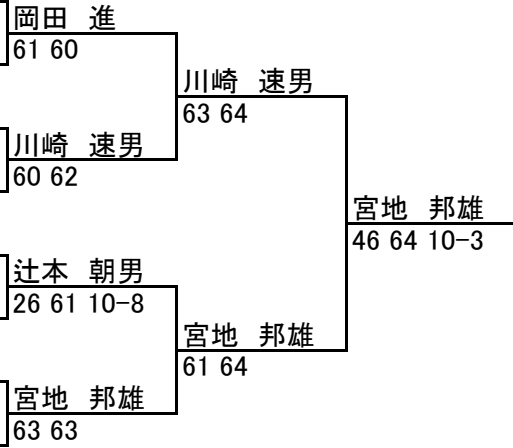 岡田　進
61 60
川崎　速男
63 64
川崎　速男
60 62
宮地　邦雄
46 64 10-3
辻本　朝男
26 61 10-8
宮地　邦雄
61 64
宮地　邦雄
63 63